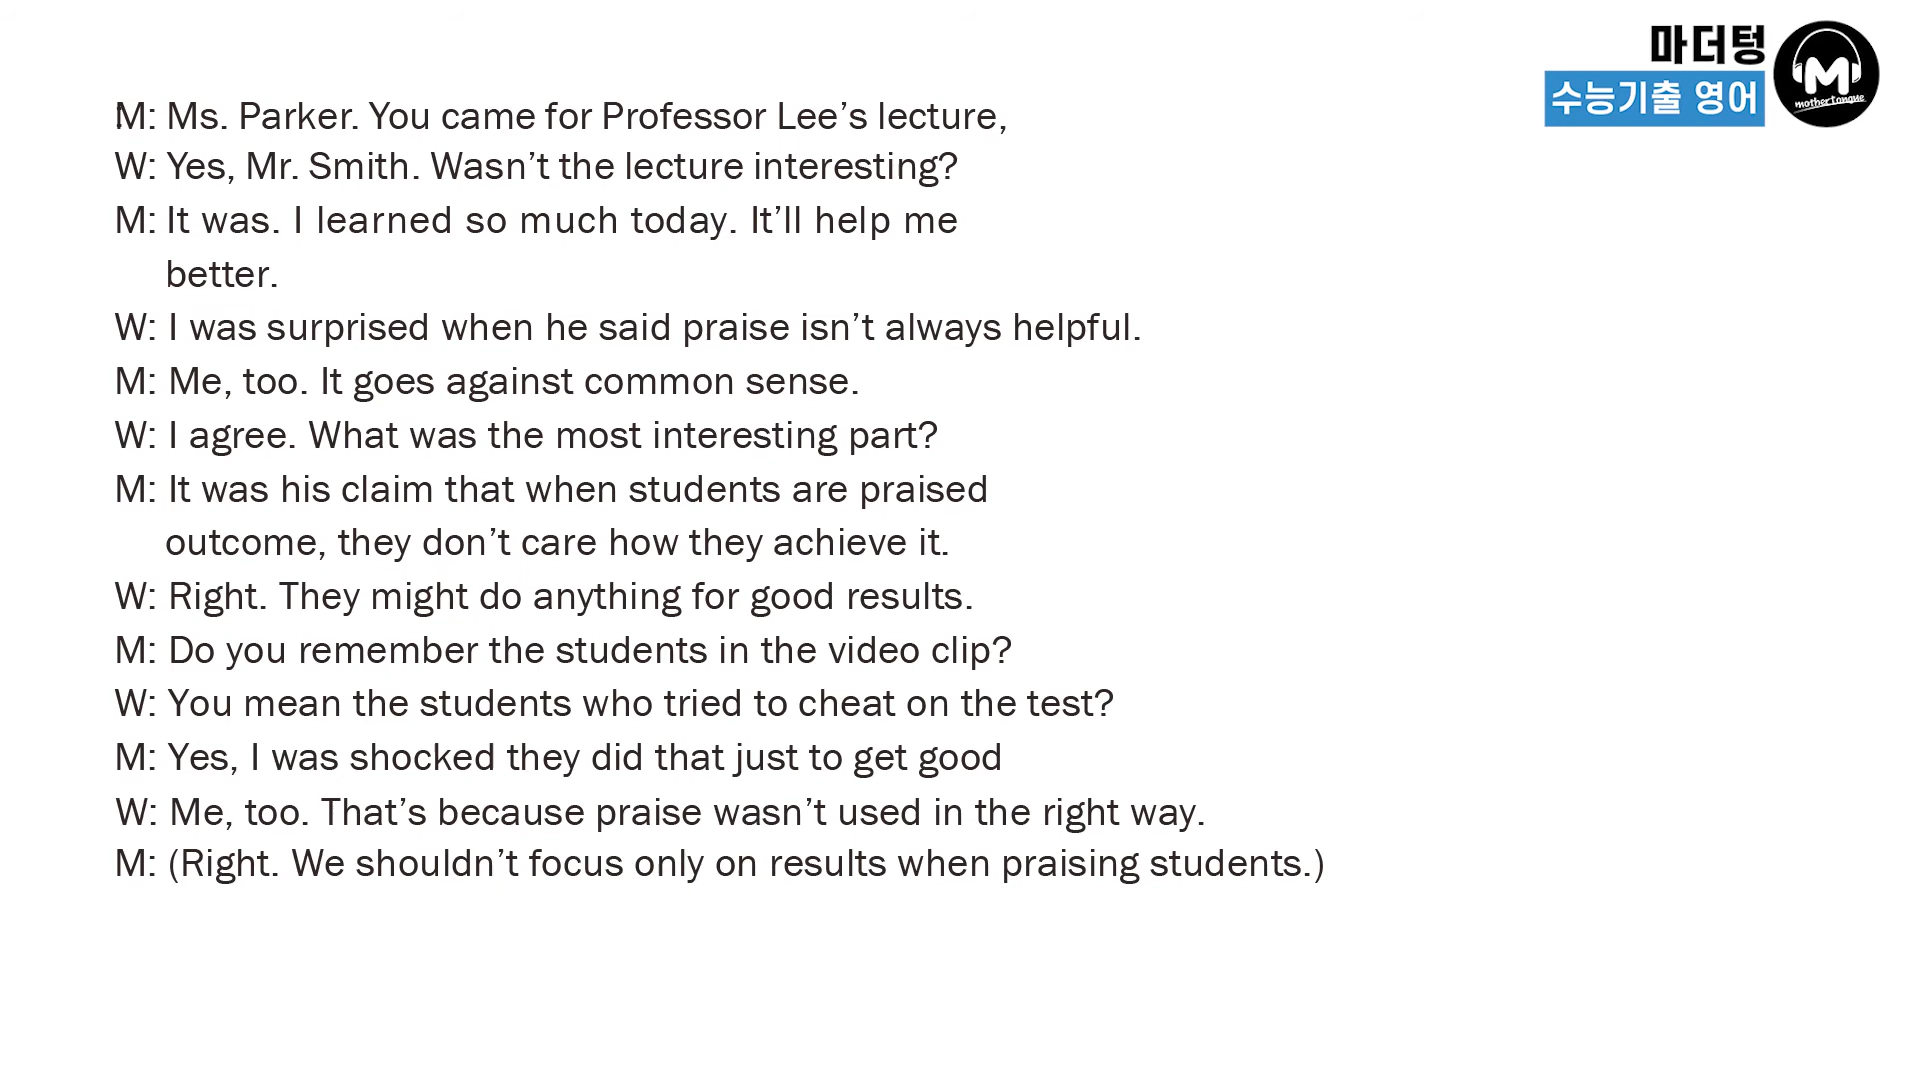 마더텅
수능기출 영어
M
mothertongue
M: Ms. Parker. You came for Professor Lee’s lecture,
W: Yes, Mr. Smith. Wasn’t the lecture interesting?
M: It was. I learned so much today. It’ll help me
better.
W: I was surprised when he said praise isn’t always helpful.
M: Me, too. It goes against common sense.
W: I agree. What was the most interesting part?
M: It was his claim that when students are praised
outcome, they don’t care how they achieve it.
W: Right. They might do anything for good results.
M: Do you remember the students in the video clip?
W: You mean the students who tried to cheat on the test?
M: Yes, I was shocked they did that just to get good
W: Me, too. That’s because praise wasn’t used in the right way.
M: (Right. We shouldn’t focus only on results when praising students.)